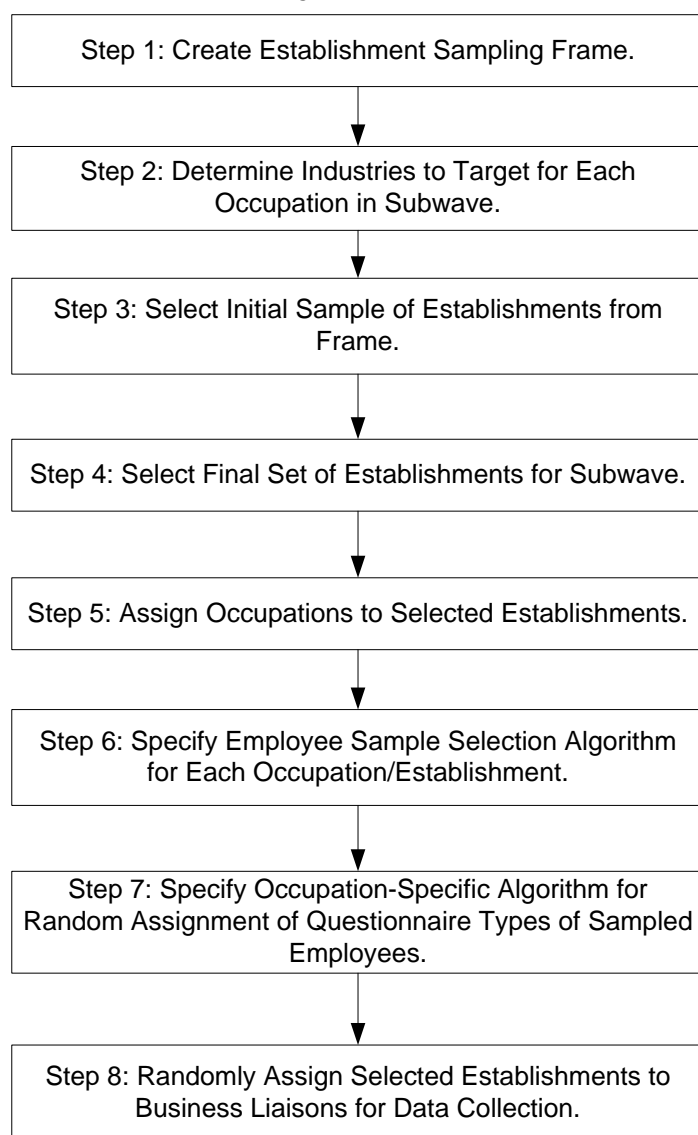 Step 1: Create Establishment Sampling Frame.
Step 2: Determine Industries to Target for Each
Occupation in Subwave.
Step 3: Select Initial Sample of Establishments from
Frame.
Step 4: Select Final Set of Establishments for Subwave.
Step 5: Assign Occupations to Selected Establishments.
Step 6: Specify Employee Sample Selection Algorithm
for Each Occupation/Establishment.
Step 7: Specify Occupation-Specific Algorithm for
Random Assignment of Questionnaire Types of Sampled
Employees.
Step 8: Randomly Assign Selected Establishments to
Business Liaisons for Data Collection.